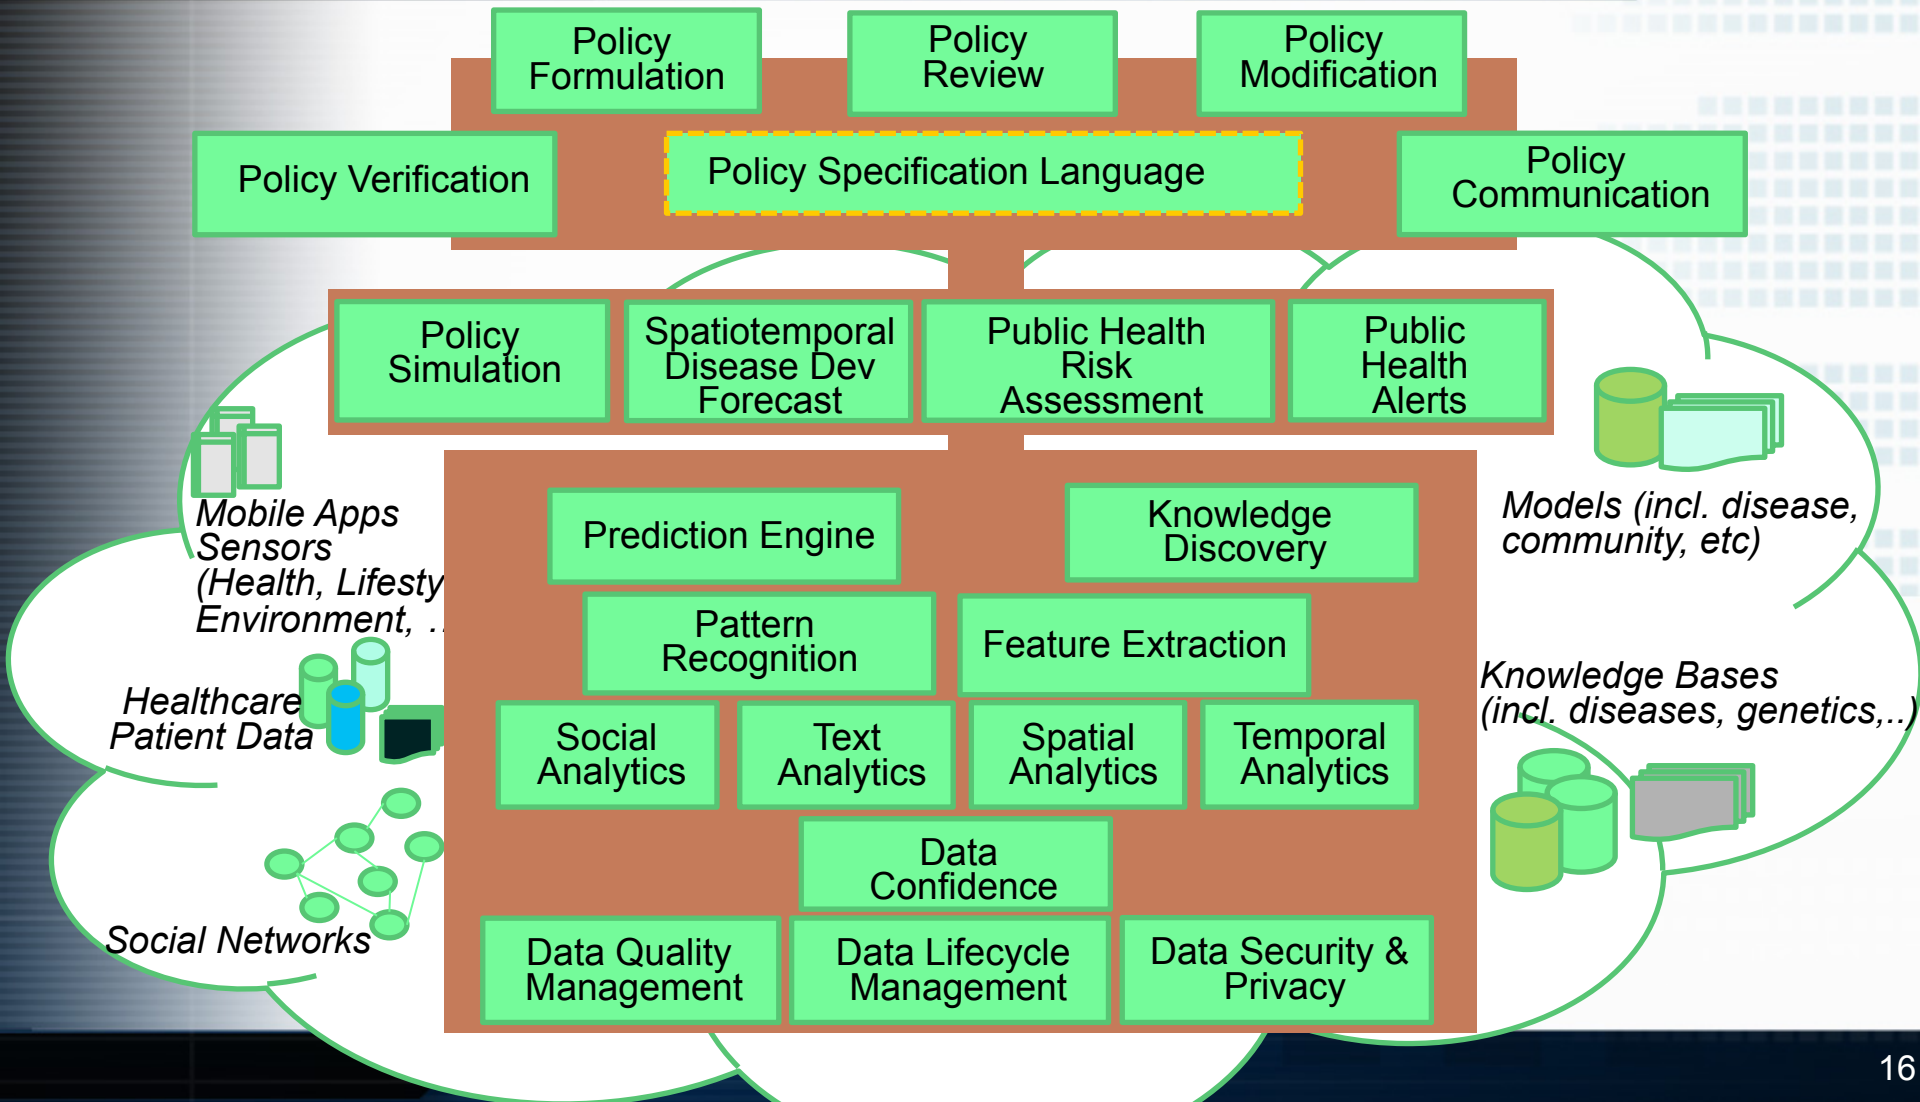 Policy
Formulation
Policy
Review
Policy
Modification
Policy Verification
Policy Specification Language
Policy
Communication
Policy
Simulation
Spatiotemporal
Disease Dev
Forecast
Public Health
Risk
Assessment
Public
Health
Alerts
Mobile Apps
Sensors
(Health, Lifesty
Environment, ..
Models (incl. disease,
community, etc)
Prediction Engine
Knowledge
Discovery
Pattern
Recognition
Feature Extraction
Healthcare
Patient Data
Knowledge Bases
(incl. diseases, genetics,..)
Social
Analytics
Text
Analytics
Spatial
Analytics
Temporal
Analytics
Data
Confidence
Social Networks
Data Quality
Management
Data Lifecycle
Management
Data Security &
Privacy
16